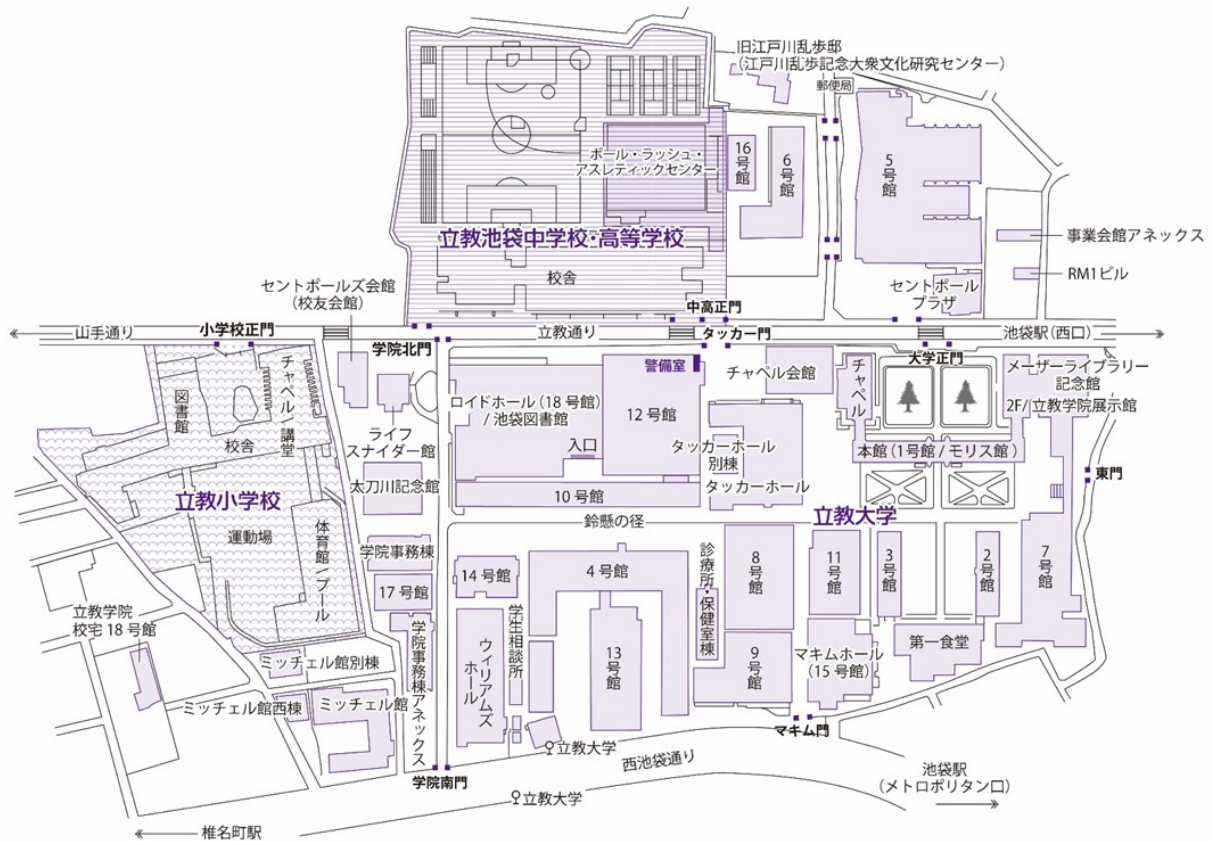 旧江戸川乱歩邸
（江戸川乱歩記念大衆文化研究センター）
郵便局
ポール・ラッシュ・
アスレティックセンター
16号館
6号館
5号館
立教池袋中学校・高等学校
校舎
事業会館アネックス
RM1ビル
セントポール
プラザ
セントポールズ会館
（校友会館）
中高正門
山手通り
小学校正門
立教通り
タッカー門
池袋駅（西口）
学院北門
大学正門
警備室
チャペル会館
チャペル
メーザーライブラリー
記念館
2F/ 立教学院展示館
図書館
チャペル / 講堂
校舎
ライフ
スナイダー館
ロイドホール（18 号館）
/ 池袋図書館
12 号館
入口
タッカーホール
別棟
タッカーホール
本館（1号館 / モリス館）
東門
太刀川記念館
10 号館
立教小学校
運動場
体育館 / プール
鈴懸の径
立教大学
学院事務棟
17 号館
14 号館
4 号館
診療所・保健室棟
8号館
11号館
3号館
2号館
7号館
立教学院
校宅 18 号館
学院事務棟アネックス
ウィリアムズ
ホール
学生相談所
13号館
9号館
マキムホール
（15 号館）
第一食堂
ミッチェル館別棟
ミッチェル館西棟
ミッチェル館
マキム門
立教大学
西池袋通り
学院南門
立教大学
池袋駅
（メトロポリタン口）
椎名町駅